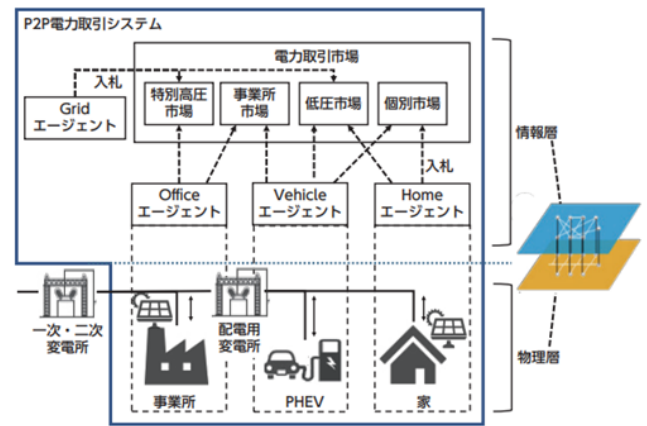 P2P電力取引システム
電力取引市場
入札
Grid
エージェント
特別高圧
市場
事業所
市場
低圧市場
個別市場
情報層
入札
Office
エージェント
Vehicle
エージェント
Home
エージェント
一次・二次
変電所
配電用
変電所
物理層
事業所
PHEV
家